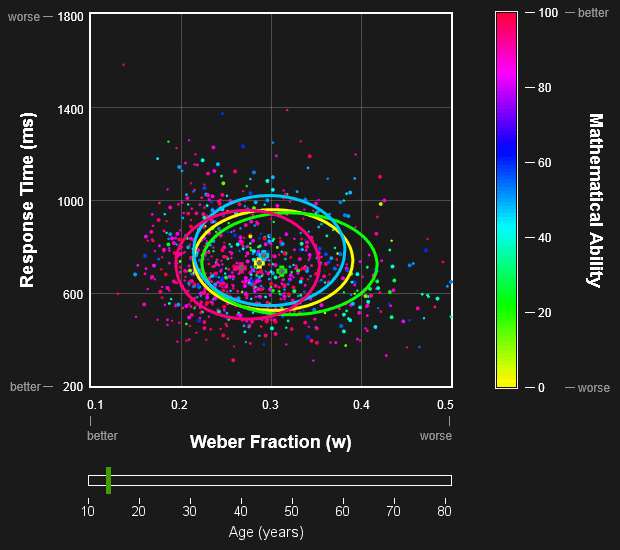 worse
1800
1400
1000
600
better
200
Response Time (ms)
0.1
0.2
0.3
0.4
0.5
better
worse
Weber Fraction (w)
100
better
80
60
40
20
0
worse
Mathematical Ability
10
20
30
40
50
60
70
80
Age (years)